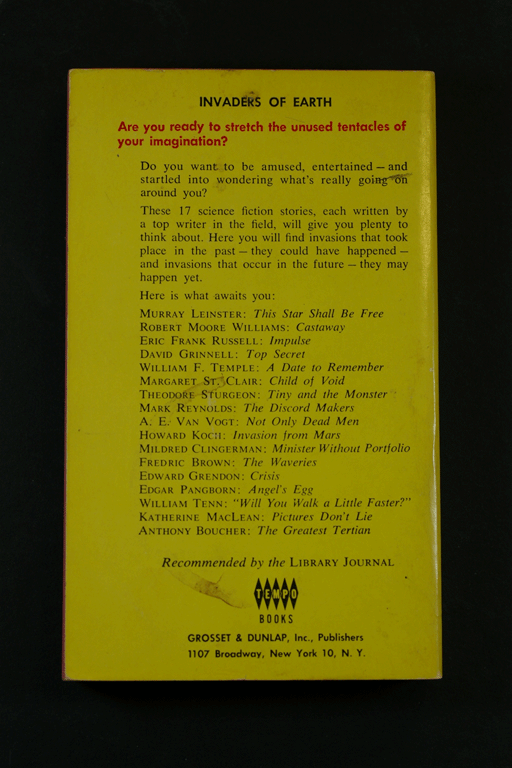 INVADERS OF EARTH
Are you ready to stretch the unused tentacles of
your imagination?
Do you want to be amused, entertained — and
startled into wondering what's really going on
around you?
These 17 science fiction stories, each written by
a top writer in the field, will give you plenty to
think about. Here you will find invasions that took
place in the past — they could have happened —
and invasions that occur in the future — they may
happen yet.
Here is what awaits you:
MURRAY LEINSTER: This Star Shall Be Free
ROBERT MOORE WILLIAMS: Castaway
ERIC FRANK RUSSELL: Impulse
DAVID GRINNELL: Top Secret
WILLIAM F. TEMPLE: A Date to Remember
MARGARET ST. CLAIR: Child of Void
THEODORE STURGEON: Tiny and the Monster
MARK REYNOLDS: The Discord Makers
A. E. VAN VOGT: Not Only Dead Men
HOWARD KOCH: Invasion from Mars
MILDRED CLINGERMAN: Minister Without Portfolio
FREDRIC BROWN: The Waveries
EDWARD GRENDON: Crisis
EDGAR PANGBORN: Angel's Egg
WILLIAM TENN: "Will You Walk a Little Faster?"
KATHERINE MACLEAN: Pictures Don't Lie
ANTHONY BOUCHER: The Greatest Tertian
Recommended by the LIBRARY JOURNAL
TEMPO
BOOKS
GROSSET & DUNLAP, Inc., Publishers
1107 Broadway, New York 10, N. Y.